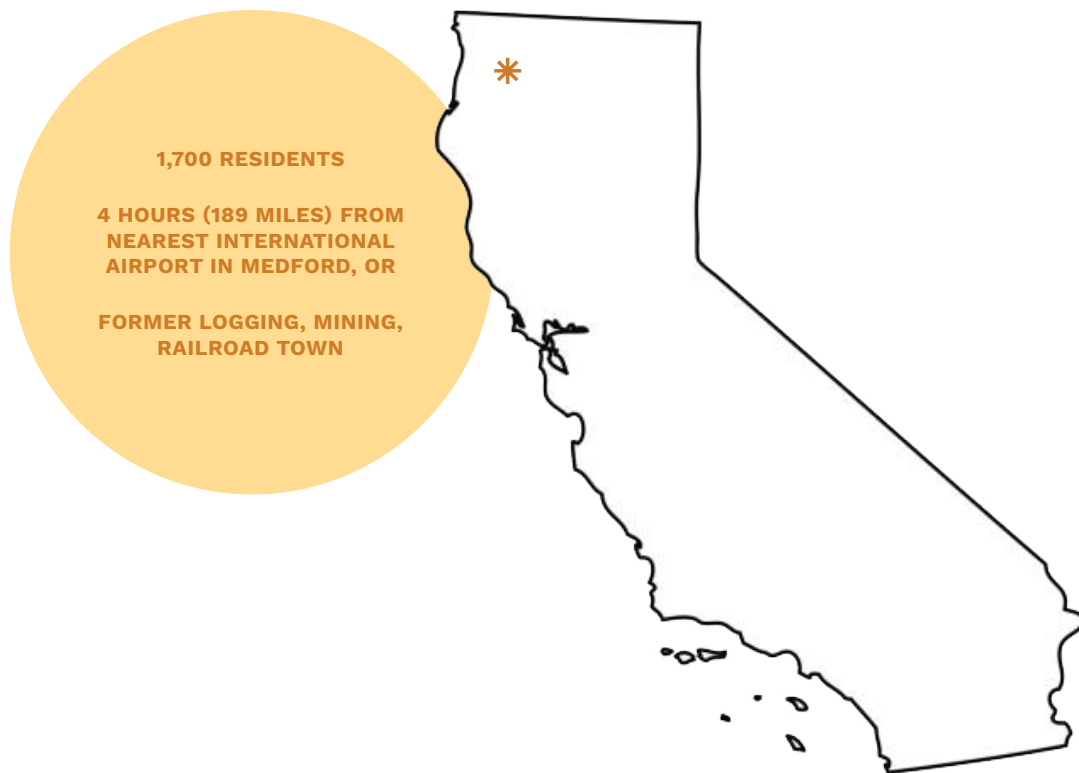 1,700 RESIDENTS
4 HOURS (189 MILES) FROM
NEAREST INTERNATIONAL
AIRPORT IN MEDFORD, OR
FORMER LOGGING, MINING,
RAILROAD TOWN